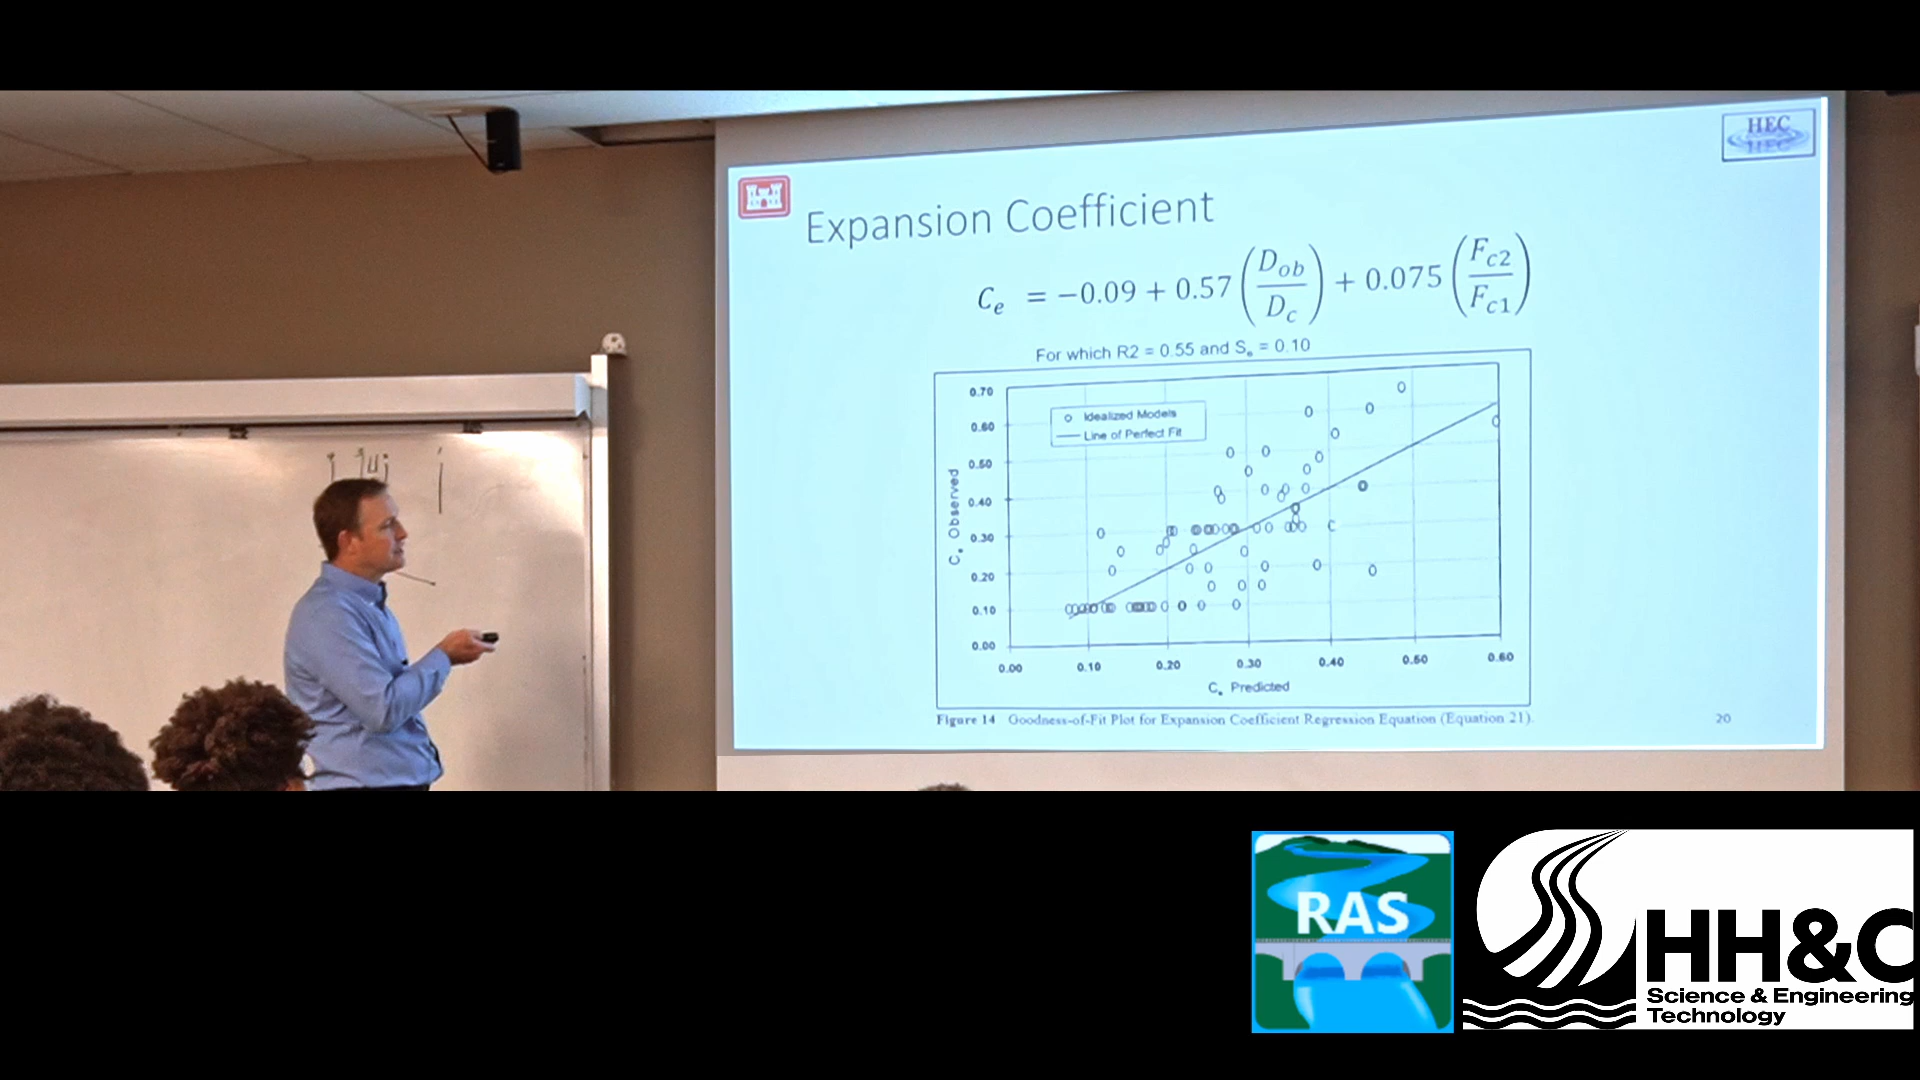 HEC
Expansion Coefficient
C_e = −0.09 + 0.57 (D_ob / D_c) + 0.075 (F_c2 / F_c1)
For which R2 = 0.55 and S_e = 0.10
0.70
0.60
0.50
0.40
0.30
0.20
0.10
0.00
C_e Observed
o Idealized Models
Line of Perfect Fit
0.00 0.10 0.20 0.30 0.40 0.50 0.60
C_e Predicted
Figure 14 Goodness-of-Fit Plot for Expansion Coefficient Regression Equation (Equation 21).
20
RAS
HH&C
Science & Engineering
Technology